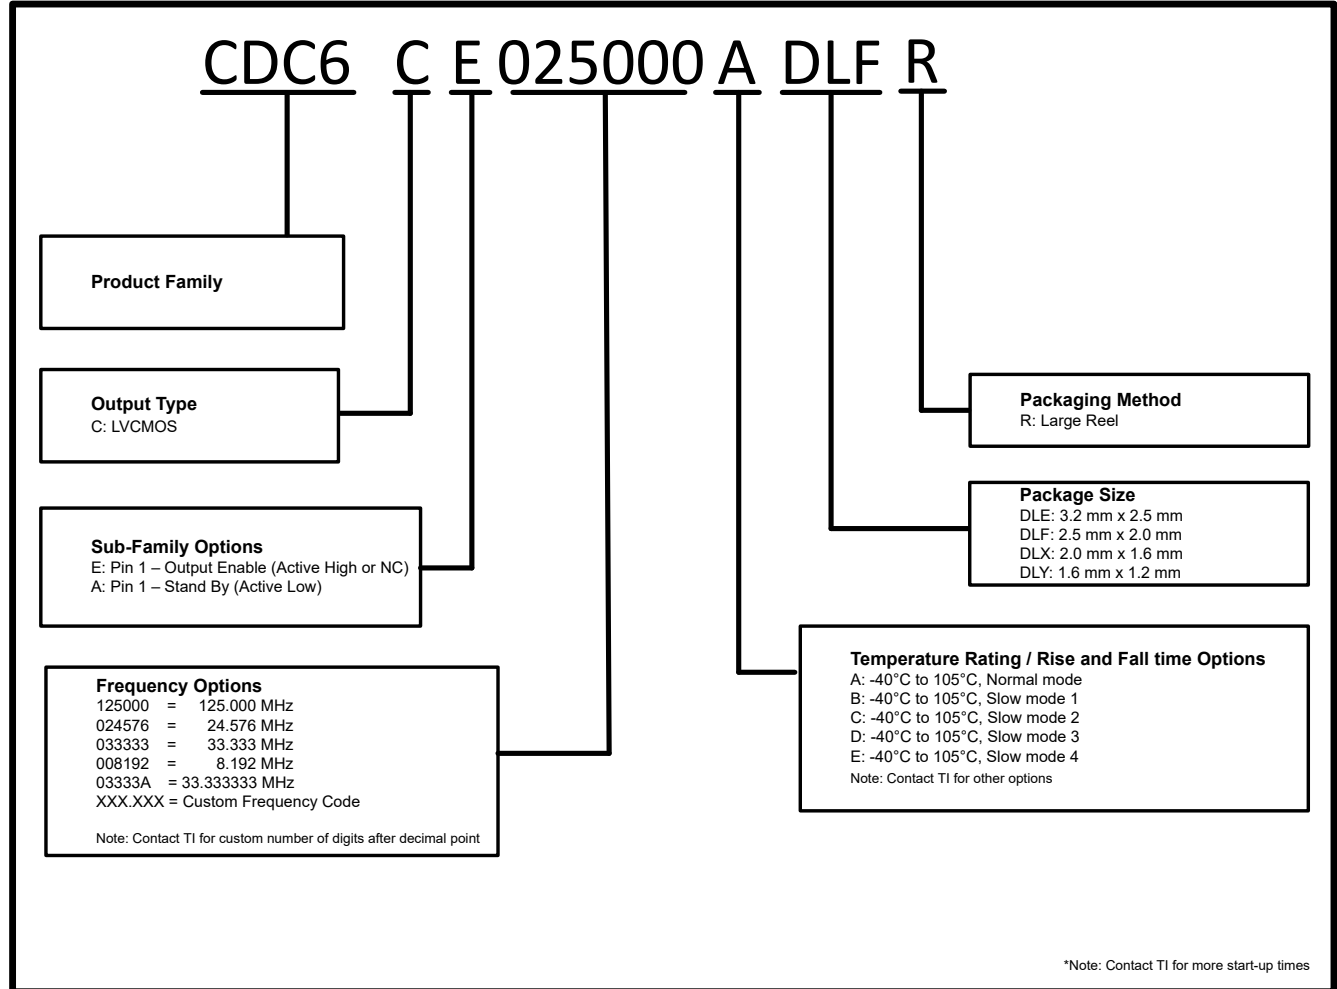 CDC6 C E 025000 A DLF R
Product Family
Output Type
C: LVCMOS
Sub-Family Options
E: Pin 1 – Output Enable (Active High or NC)
A: Pin 1 – Stand By (Active Low)
Frequency Options
125000 = 125.000 MHz
024576 = 24.576 MHz
033333 = 33.333 MHz
008192 = 8.192 MHz
03333A = 33.333333 MHz
XXX.XXX = Custom Frequency Code
Note: Contact TI for custom number of digits after decimal point
Packaging Method
R: Large Reel
Package Size
DLE: 3.2 mm x 2.5 mm
DLF: 2.5 mm x 2.0 mm
DLX: 2.0 mm x 1.6 mm
DLY: 1.6 mm x 1.2 mm
Temperature Rating / Rise and Fall time Options
A: -40°C to 105°C, Normal mode
B: -40°C to 105°C, Slow mode 1
C: -40°C to 105°C, Slow mode 2
D: -40°C to 105°C, Slow mode 3
E: -40°C to 105°C, Slow mode 4
Note: Contact TI for other options
*Note: Contact TI for more start-up times